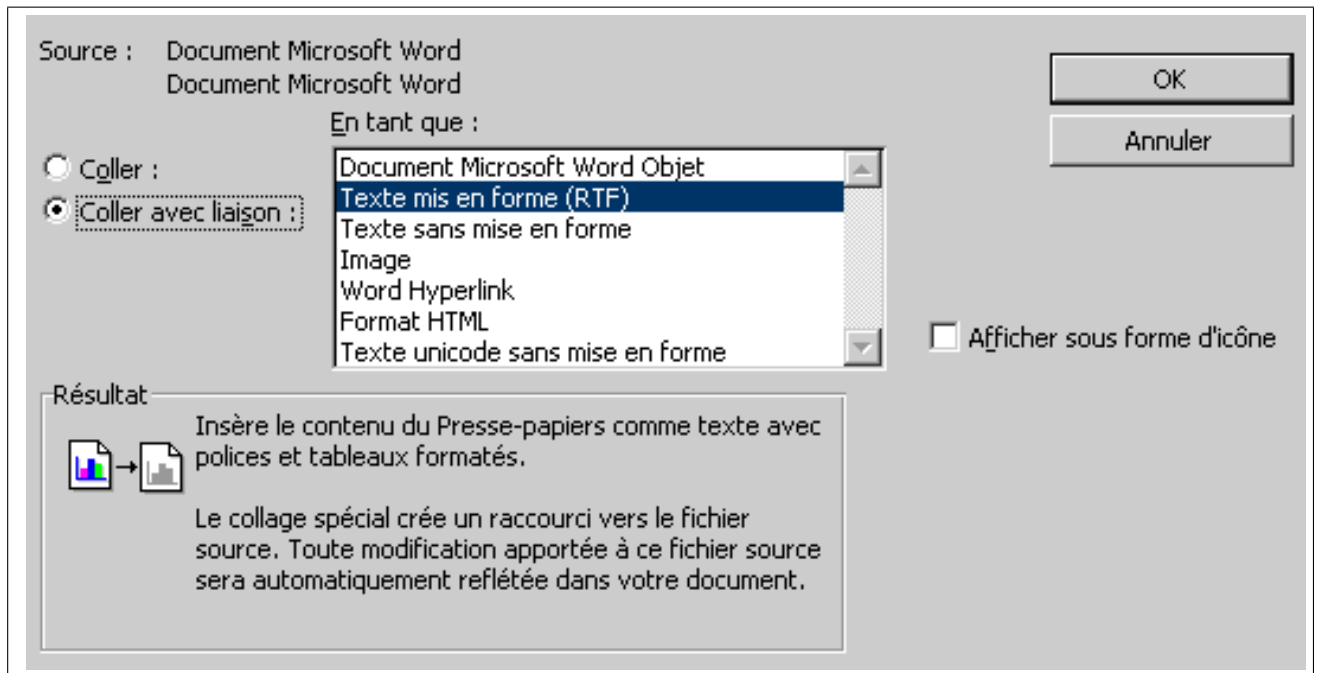 Source : Document Microsoft Word
Document Microsoft Word
OK
En tant que :
Annuler
Coller :
Coller avec liaison :
Document Microsoft Word Objet
Texte mis en forme (RTF)
Texte sans mise en forme
Image
Word Hyperlink
Format HTML
Texte unicode sans mise en forme
Afficher sous forme d'icône
Résultat
Insère le contenu du Presse-papiers comme texte avec
polices et tableaux formatés.
Le collage spécial crée un raccourci vers le fichier
source. Toute modification apportée à ce fichier source
sera automatiquement reflétée dans votre document.